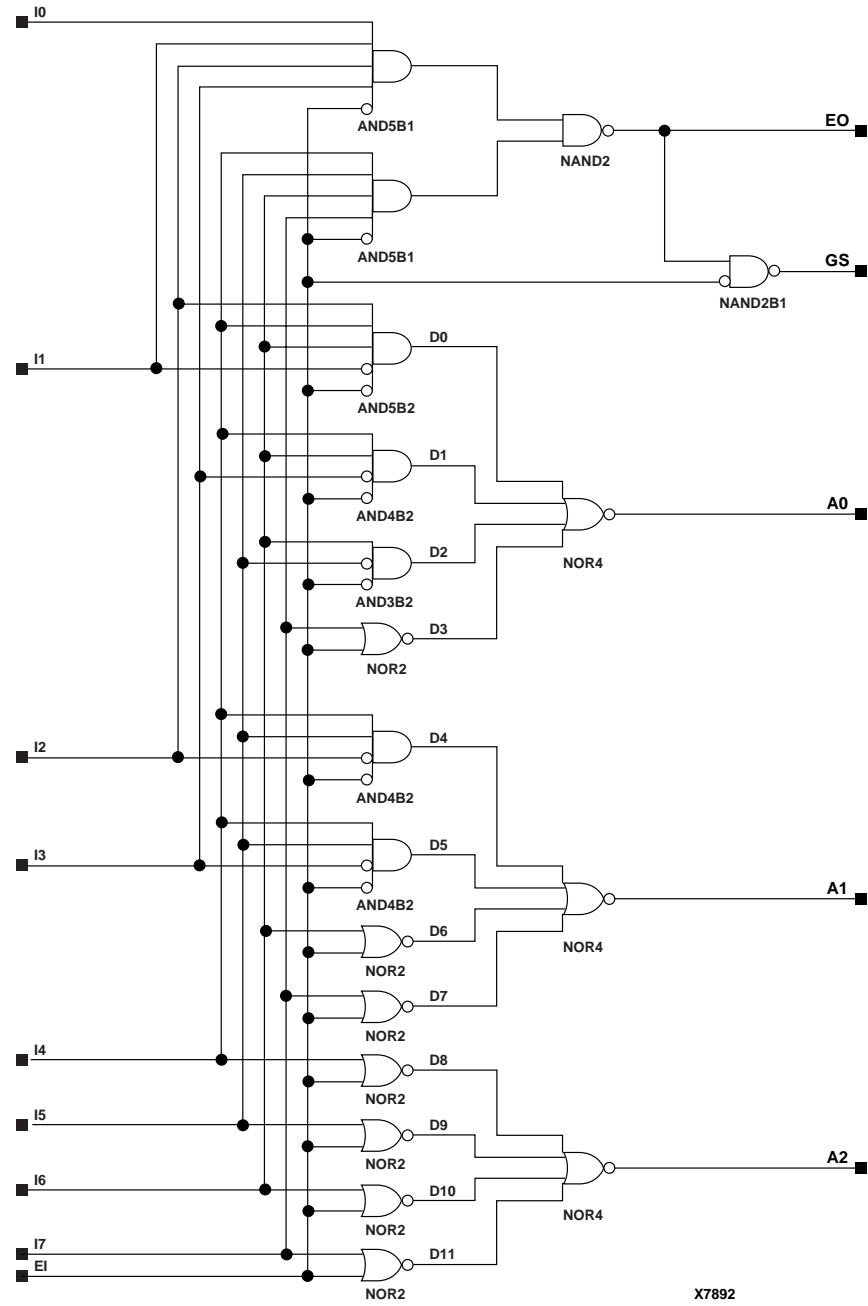 I0
AND5B1
EO
NAND2
AND5B1
GS
NAND2B1
D0
I1
AND5B2
D1
A0
AND4B2
D2
NOR4
AND3B2
D3
NOR2
D4
I2
AND4B2
D5
I3
A1
AND4B2
D6
NOR4
NOR2
D7
NOR2
I4
D8
NOR2
I5
D9
A2
NOR2
I6
D10
NOR4
NOR2
I7
D11
EI
NOR2
X7892